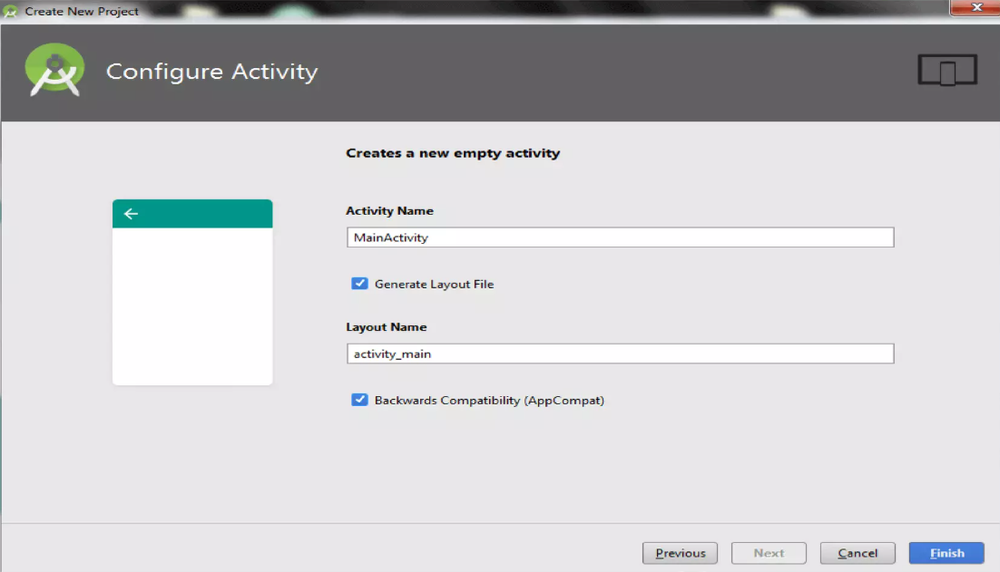 Create New Project
Configure Activity
Creates a new empty activity
Activity Name
MainActivity
Generate Layout File
Layout Name
activity_main
Backwards Compatibility (AppCompat)
Previous
Next
Cancel
Finish